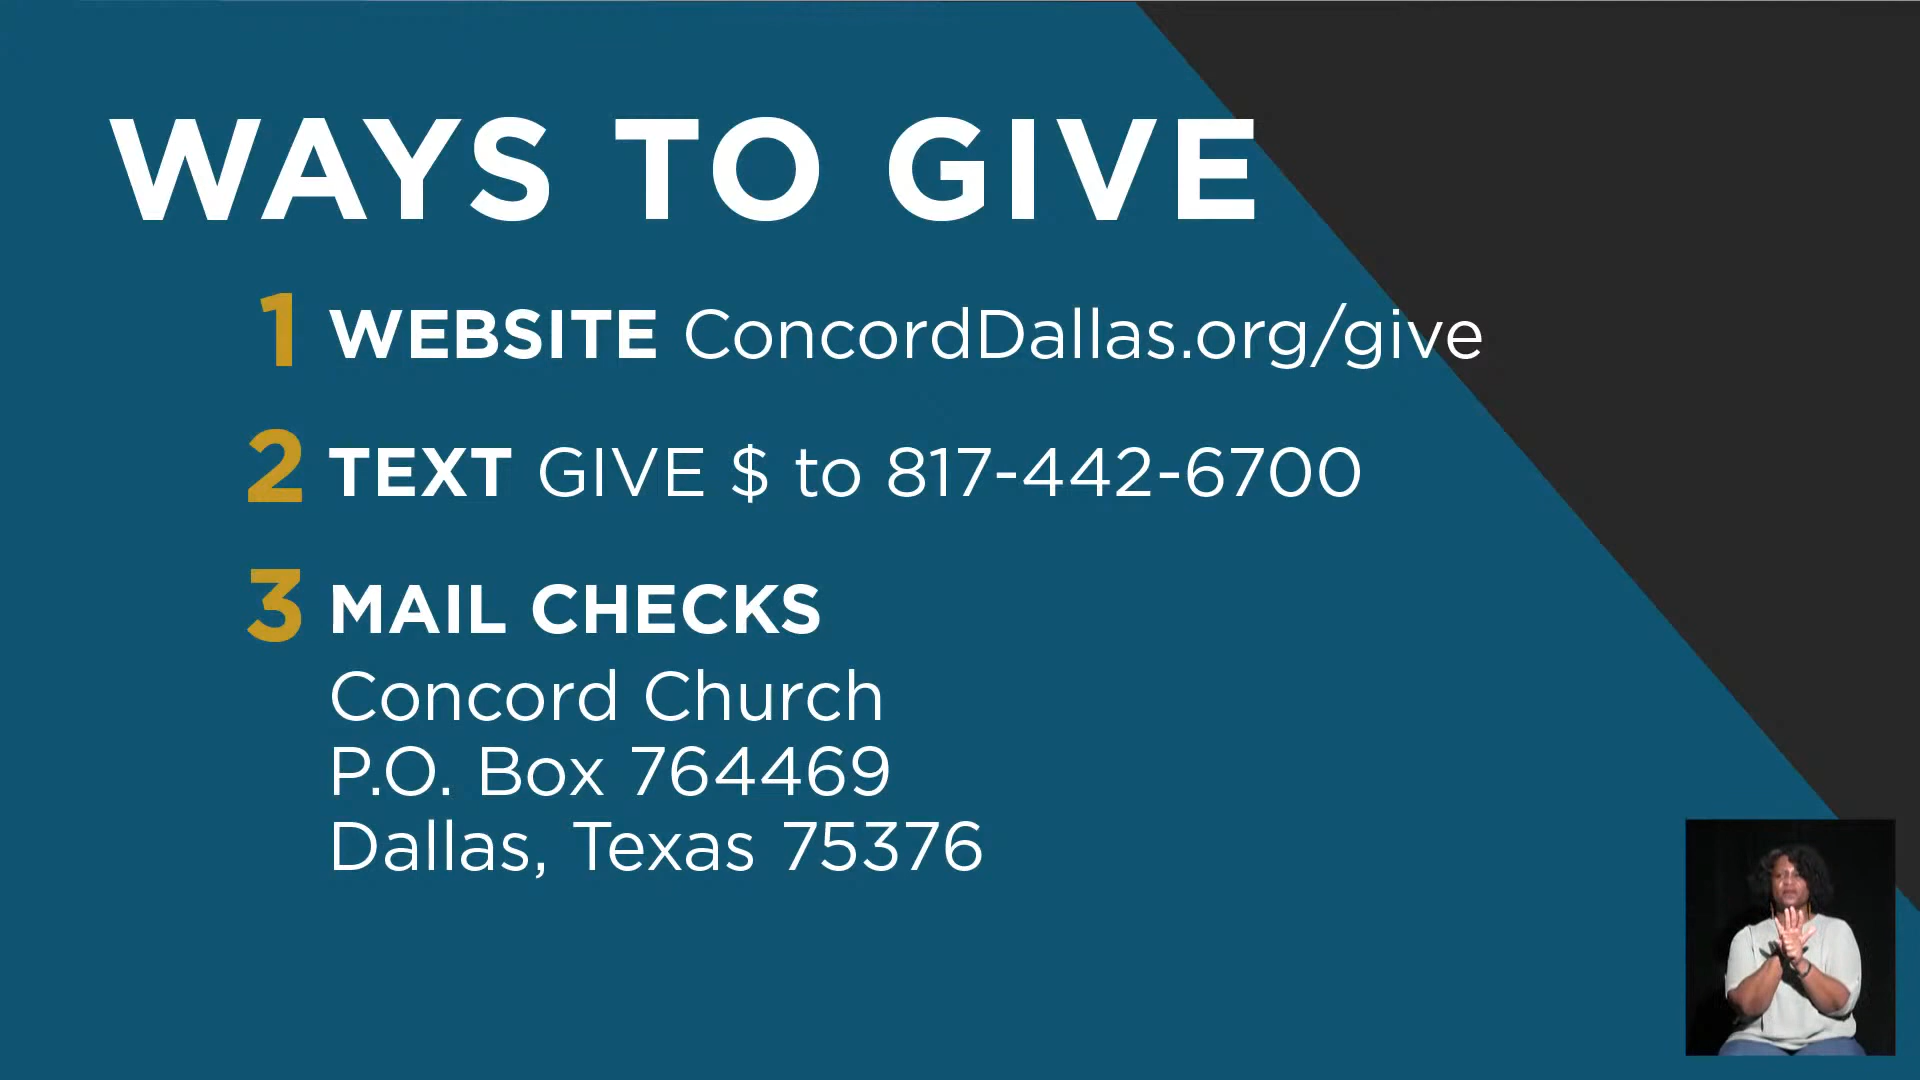 WAYS TO GIVE
1 WEBSITE ConcordDallas.org/give
2 TEXT GIVE $ to 817-442-6700
3 MAIL CHECKS
Concord Church
P.O. Box 764469
Dallas, Texas 75376